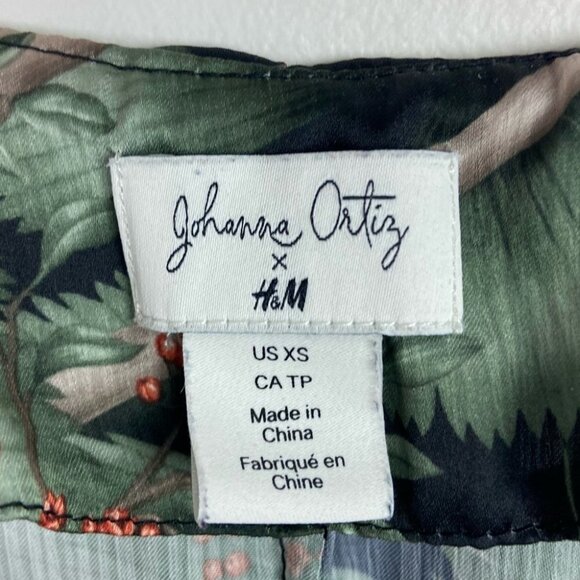 Johanna Ortiz
×
H&M
US XS
CA TP
Made in
China
Fabriqué en
Chine